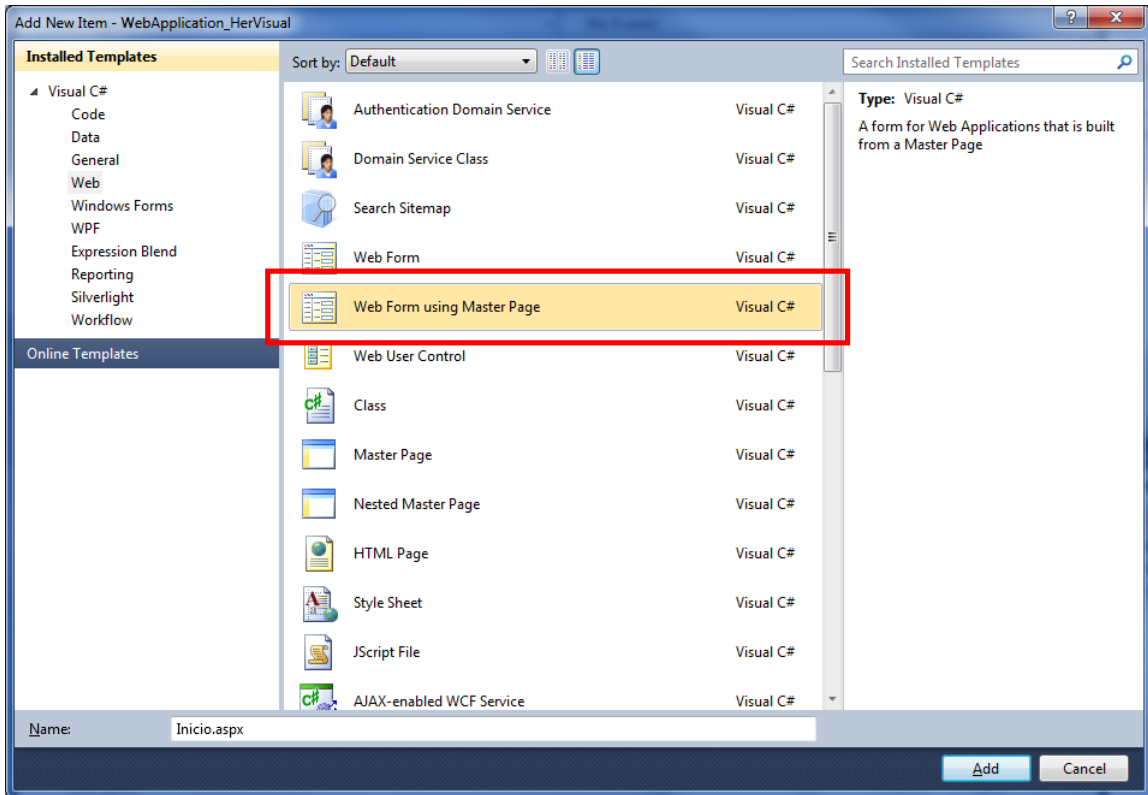 Add New Item - WebApplication_HerVisual
Installed Templates
Visual C#
Code
Data
General
Web
Windows Forms
WPF
Expression Blend
Reporting
Silverlight
Workflow
Online Templates
Sort by: Default
Authentication Domain Service Visual C#
Domain Service Class Visual C#
Search Sitemap Visual C#
Web Form Visual C#
Web Form using Master Page Visual C#
Web User Control Visual C#
Class Visual C#
Master Page Visual C#
Nested Master Page Visual C#
HTML Page Visual C#
Style Sheet Visual C#
JScript File Visual C#
AJAX-enabled WCF Service Visual C#
Search Installed Templates
Type: Visual C#
A form for Web Applications that is built
from a Master Page
Name: Inicio.aspx
Add Cancel